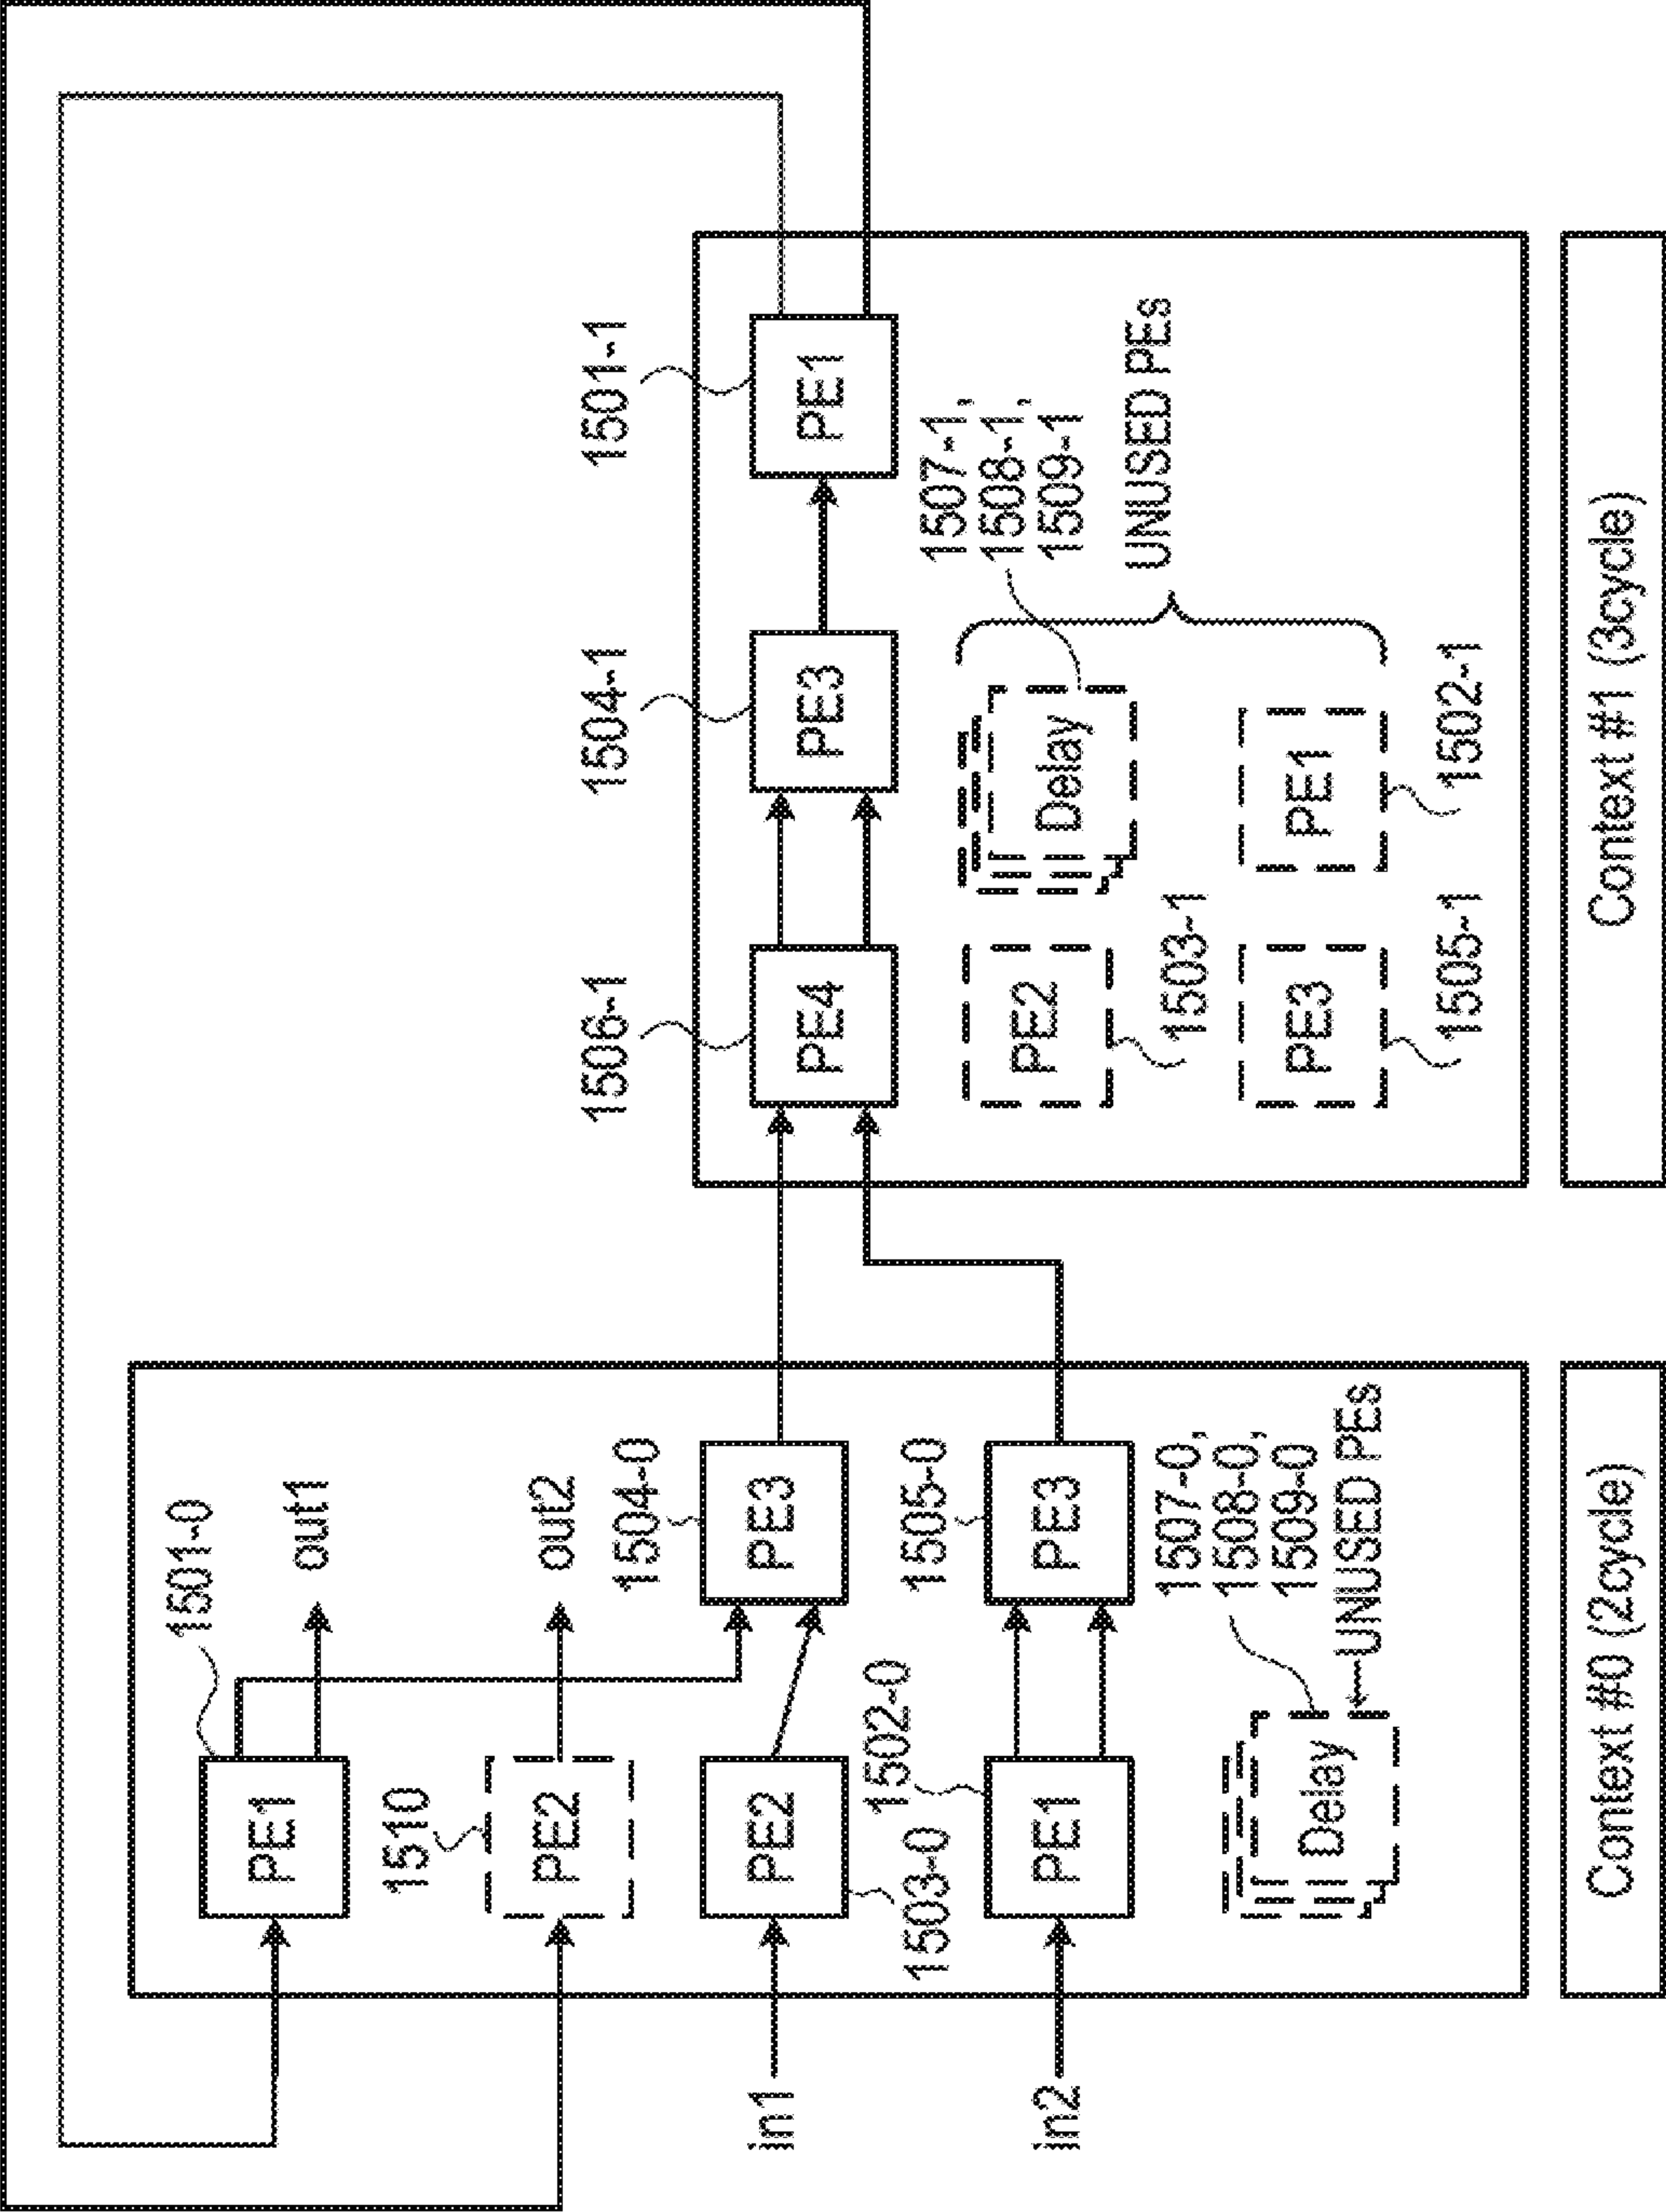 1501-0
PE1
out1
1510
PE2
out2
in1
PE2
1503-0
1504-0
PE3
in2
1502-0
PE1
1505-0
PE3
Delay
1507-0,
1508-0,
1509-0
UNUSED PEs
Context #0 (2cycle)
1506-1
PE4
1504-1
PE3
1501-1
PE1
PE2
1503-1
Delay
1507-1,
1508-1,
1509-1
UNUSED PEs
PE3
1505-1
PE1
1502-1
Context #1 (3cycle)